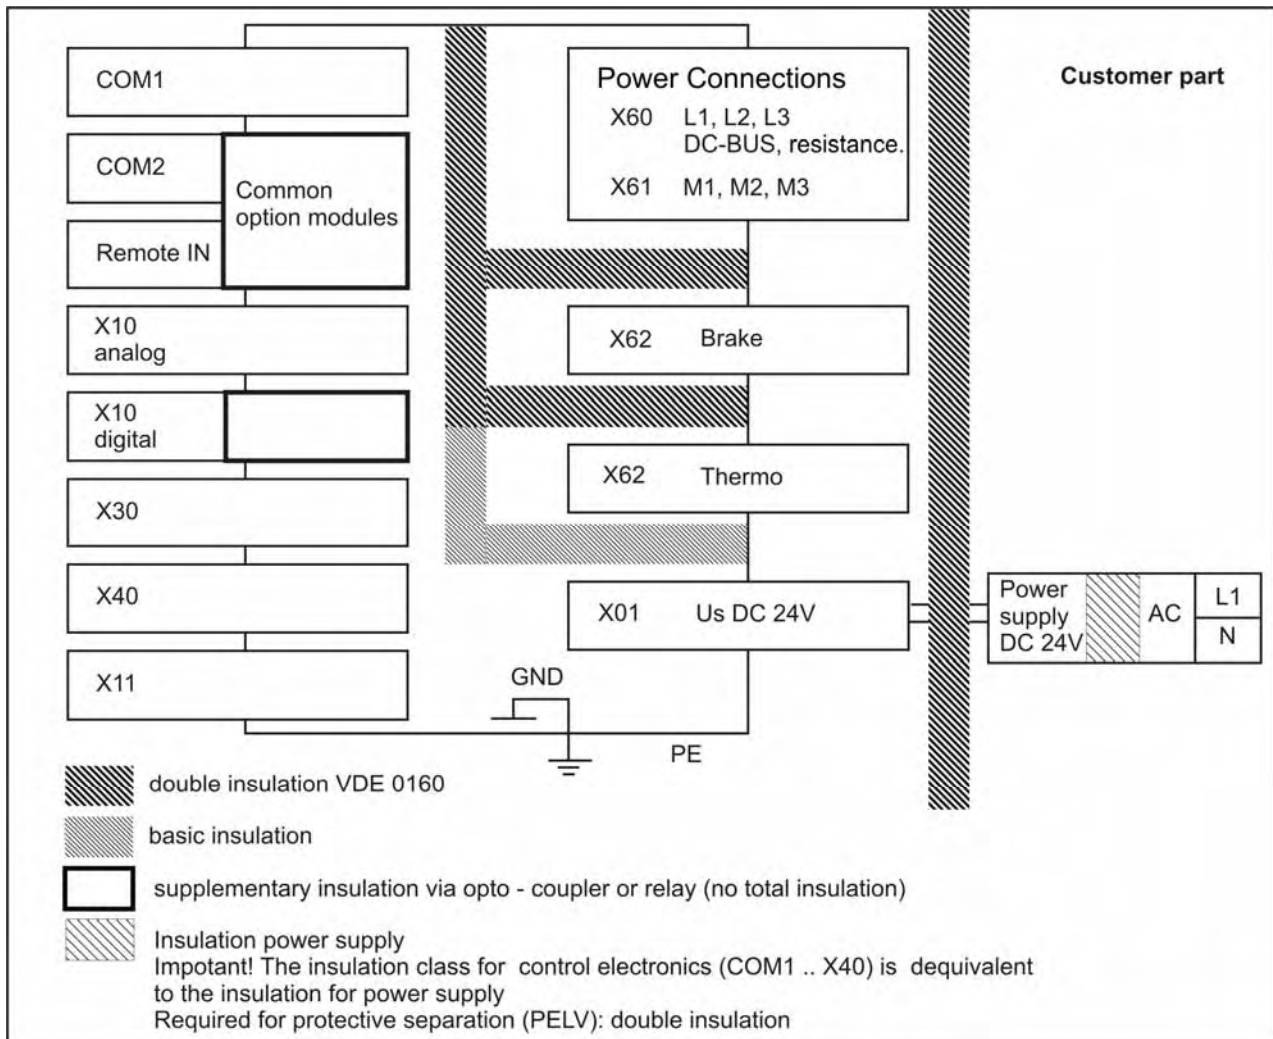 COM1
COM2
Common
option modules
Remote IN
X10
analog
X10
digital
X30
X40
X11
Power Connections
X60 L1, L2, L3
DC-BUS, resistance.
X61 M1, M2, M3
X62 Brake
X62 Thermo
X01 Us DC 24V
GND
PE
Customer part
Power
supply
DC 24V
AC
L1
N
double insulation VDE 0160
basic insulation
supplementary insulation via opto - coupler or relay (no total insulation)
Insulation power supply
Impotant! The insulation class for control electronics (COM1 .. X40) is dequivalent
to the insulation for power supply
Required for protective separation (PELV): double insulation